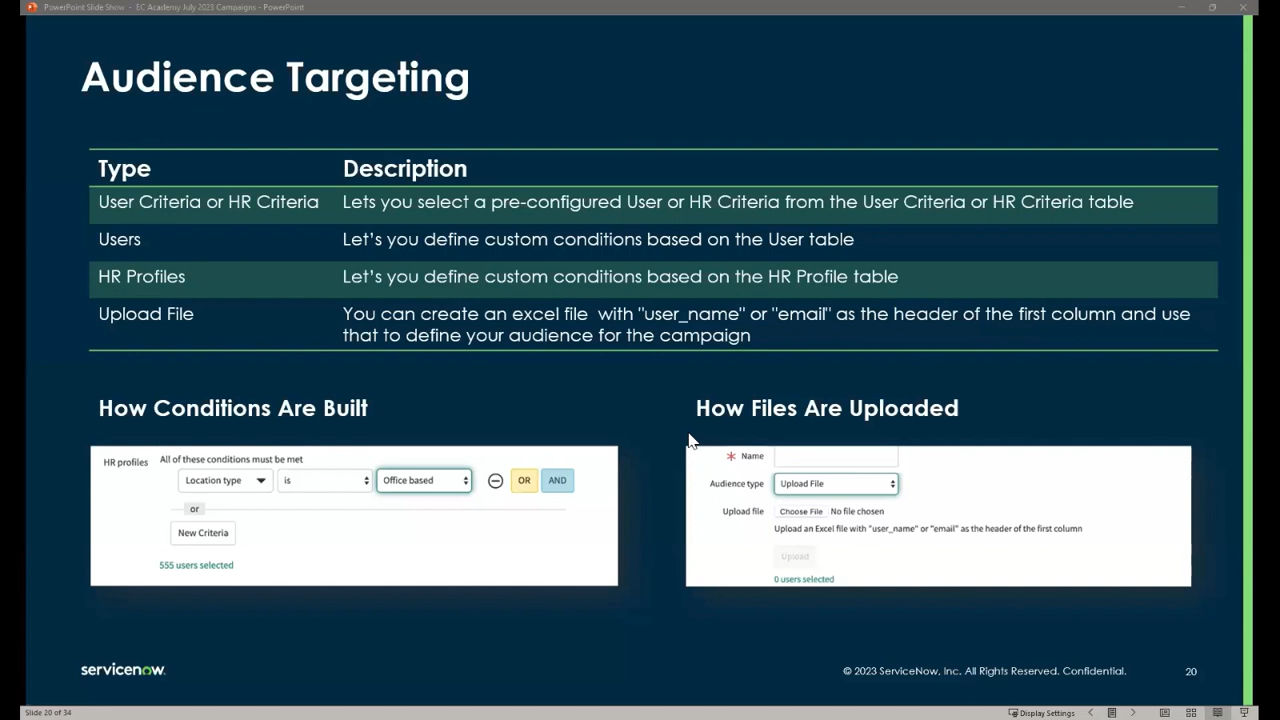 PowerPoint Slide Show - EC Academy July 2023 Campaigns - PowerPoint
Audience Targeting
Type Description
User Criteria or HR Criteria Lets you select a pre-configured User or HR Criteria from the User Criteria or HR Criteria table
Users Let's you define custom conditions based on the User table
HR Profiles Let's you define custom conditions based on the HR Profile table
Upload File You can create an excel file with "user_name" or "email" as the header of the first column and use
that to define your audience for the campaign
How Conditions Are Built
HR profiles All of these conditions must be met
Location type is Office based OR AND
or
New Criteria
555 users selected
How Files Are Uploaded
* Name
Audience type Upload File
Upload file Choose File No file chosen
Upload an Excel file with "user_name" or "email" as the header of the first column
Upload
0 users selected
servicenow.
© 2023 ServiceNow, Inc. All Rights Reserved. Confidential. 20
Slide 20 of 34 Display Settings